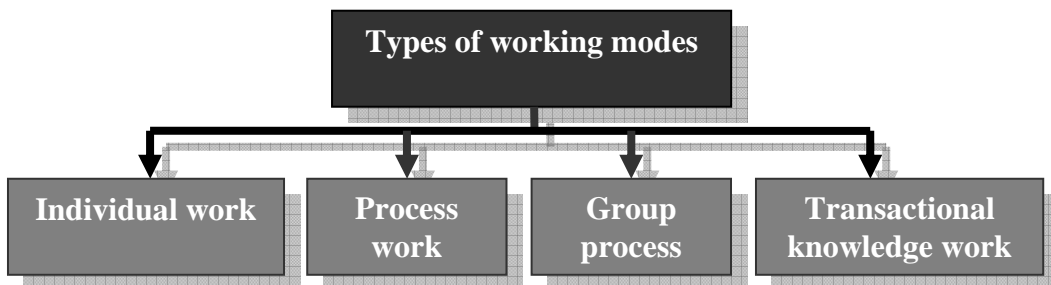 Types of working modes
Individual work
Process
work
Group
process
Transactional
knowledge work